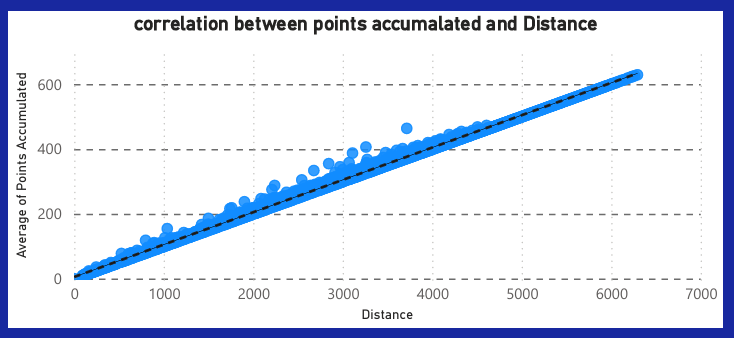 correlation between points accumalated and Distance
Average of Points Accumulated
600
400
200
0
0 1000 2000 3000 4000 5000 6000 7000
Distance